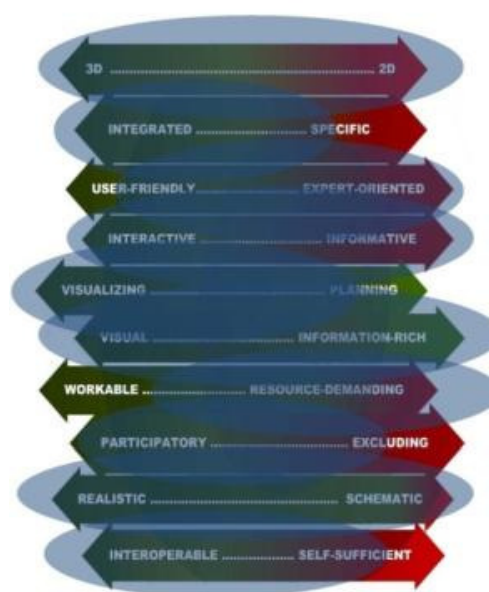 3D .......................................................... 2D
INTEGRATED .......................... SPECIFIC
USER-FRIENDLY .......................... EXPERT-ORIENTED
INTERACTIVE .............................. INFORMATIVE
VISUALIZING .............................................. PLANNING
VISUAL .................................. INFORMATION-RICH
WORKABLE .......................... RESOURCE-DEMANDING
PARTICIPATORY .................................. EXCLUDING
REALISTIC .............................................. SCHEMATIC
INTEROPERABLE ................... SELF-SUFFICIENT